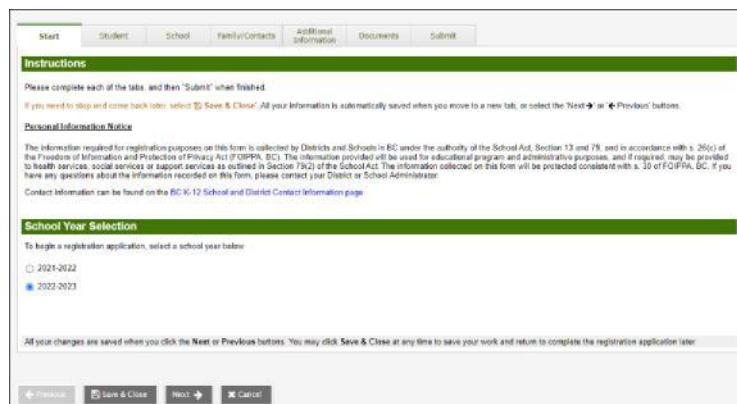 Start Student School Family/Contacts Additional Information Documents Submit
Instructions
Please complete each of the tabs, and then "Submit" when finished.
If you need to stop and come back later, select Save & Close'. All your information is automatically saved when you move to a new tab, or select the 'Next →' or '← Previous' buttons.
Personal Information Notice
The information required for registration purposes on this form is collected by Districts and Schools in BC under the authority of the School Act, Section 13 and 79, and in accordance with s. 26(c) of
the Freedom of Information and Protection of Privacy Act (FOIPPA, BC). The information provided will be used for educational program and administrative purposes, and if required, may be provided
to health services, social services or support services as outlined in Section 79(2) of the School Act. The information collected on this form will be protected consistent with s. 30 of FOIPPA, BC. If you
have any questions about the information recorded on this form, please contact your District or School Administrator.
Contact information can be found on the BC K-12 School and District Contact Information page
School Year Selection
To begin a registration application, select a school year below
2021-2022
2022-2023
All your changes are saved when you click the Next or Previous buttons. You may click Save & Close at any time to save your work and return to complete the registration application later.
← Previous Save & Close Next → ✖ Cancel